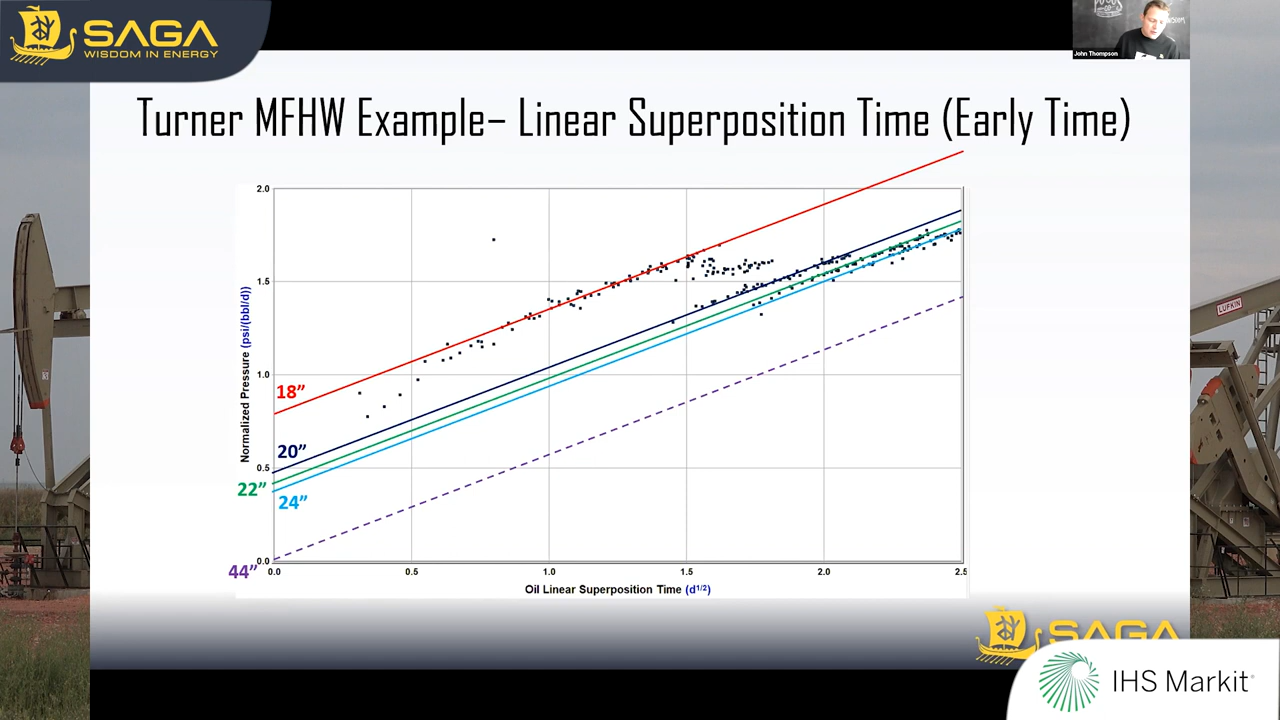 SAGA
WISDOM IN ENERGY
John Thompson
Turner MFHW Example– Linear Superposition Time (Early Time)
2.0
1.5
1.0
0.5
0.0
Normalized Pressure (psi/(bbl/d))
18”
20”
22”
24”
44”
0.0 0.5 1.0 1.5 2.0 2.5
Oil Linear Superposition Time (d1/2)
LUFKIN
SAGA
IHS Markit®